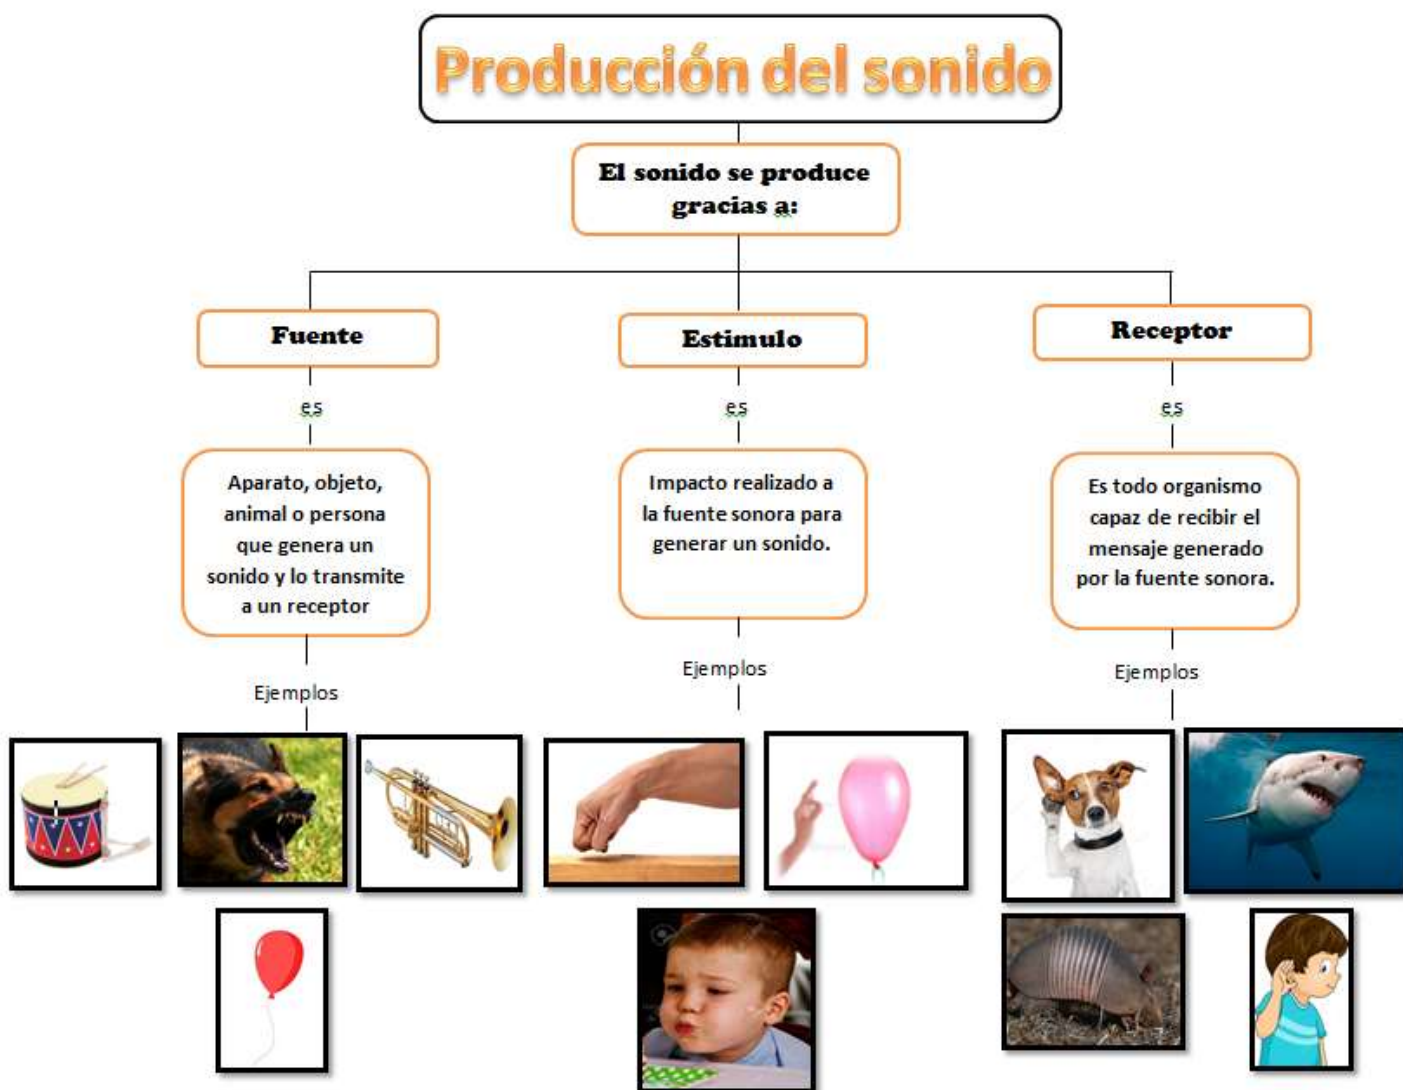 Producción del sonido
El sonido se produce
gracias a:
Fuente
es
Aparato, objeto,
animal o persona
que genera un
sonido y lo transmite
a un receptor
Ejemplos
Estimulo
es
Impacto realizado a
la fuente sonora para
generar un sonido.
Ejemplos
Receptor
es
Es todo organismo
capaz de recibir el
mensaje generado
por la fuente sonora.
Ejemplos